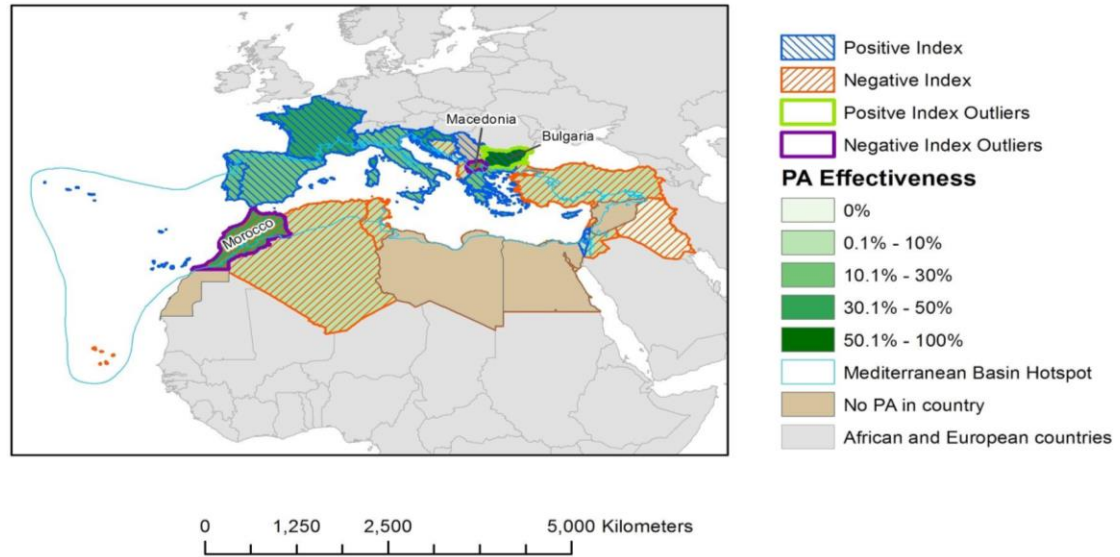 Macedonia
Bulgaria
Morocco
Positive Index
Negative Index
Positve Index Outliers
Negative Index Outliers
PA Effectiveness
0%
0.1% - 10%
10.1% - 30%
30.1% - 50%
50.1% - 100%
Mediterranean Basin Hotspot
No PA in country
African and European countries
0 1,250 2,500 5,000 Kilometers